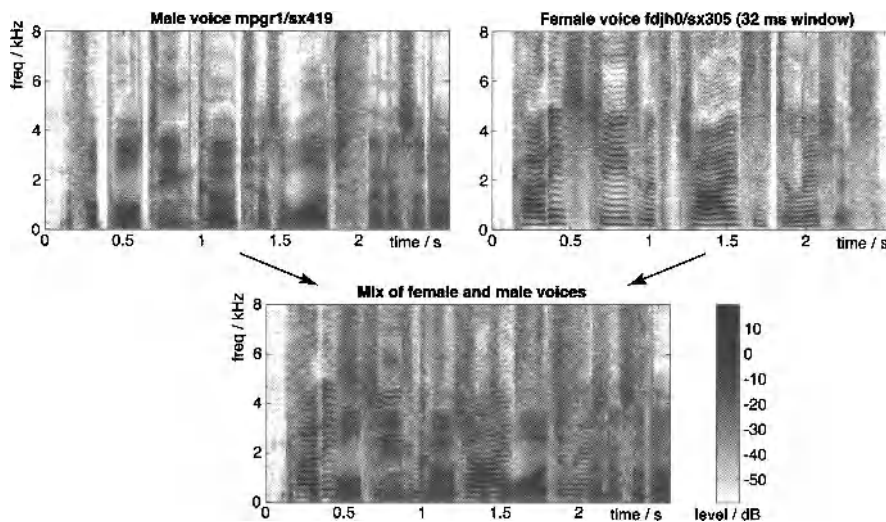 Male voice mpgr1/sx419
freq / kHz
8
6
4
2
0
0 0.5 1 1.5 2 time / s
Female voice fdjh0/sx305 (32 ms window)
8
6
4
2
0
0 0.5 1 1.5 2 time / s
Mix of female and male voices
freq / kHz
8
6
4
2
0
0 0.5 1 1.5 2 time / s
10
0
-10
-20
-30
-40
-50
level / dB